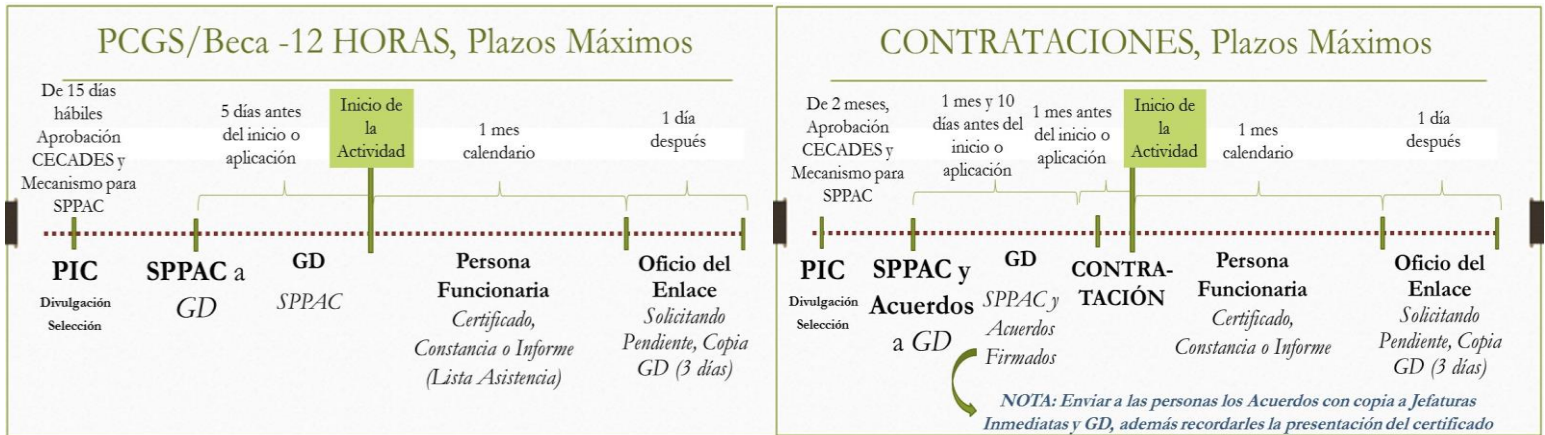 PCGS/Beca -12 HORAS, Plazos Máximos
De 15 días
hábiles
Aprobación
CECADES y
Mecanismo para
SPPAC
5 días antes
del inicio o
aplicación
Inicio de
la
Actividad
1 mes
calendario
1 día
después
PIC
Divulgación
Selección
SPPAC a
GD
GD
SPPAC
Persona
Funcionaria
Certificado,
Constancia o Informe
(Lista Asistencia)
Oficio del
Enlace
Solicitando
Pendiente, Copia
GD (3 días)
CONTRATACIONES, Plazos Máximos
De 2 meses,
Aprobación
CECADES y
Mecanismo para
SPPAC
1 mes y 10
días antes del
inicio o
aplicación
1 mes antes
del inicio o
aplicación
Inicio de
la
Actividad
1 mes
calendario
1 día
después
PIC
Divulgación
Selección
SPPAC y
Acuerdos
a GD
GD
SPPAC y
Acuerdos
Firmados
CONTRA-
TACIÓN
Persona
Funcionaria
Certificado,
Constancia o Informe
Oficio del
Enlace
Solicitando
Pendiente, Copia
GD (3 días)
NOTA: Enviar a las personas los Acuerdos con copia a Jefaturas
Inmediatas y GD, además recordarles la presentación del certificado